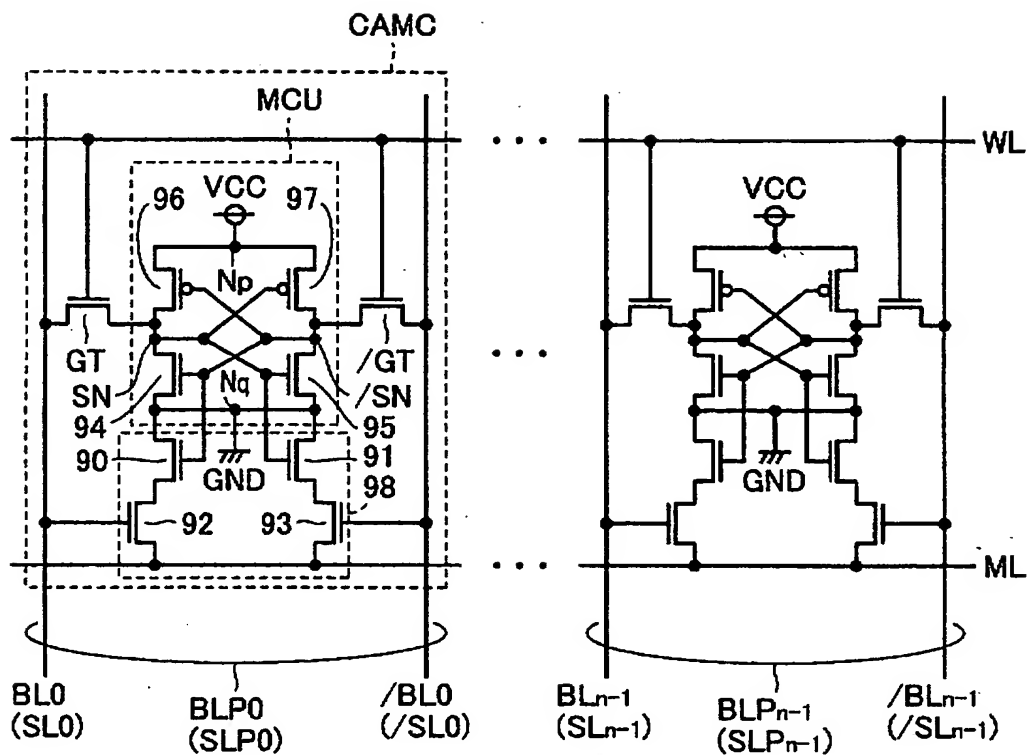 CAMC
MCU
WL
VCC
VCC
96
97
Np
GT
/GT
SN
/SN
Nq
94
95
90
91
GND
GND
98
92
93
ML
BL0
(SL0)
BLP0
(SLP0)
/BL0
(/SL0)
BLn-1
(SLn-1)
BLPn-1
(SLPn-1)
/BLn-1
(/SLn-1)